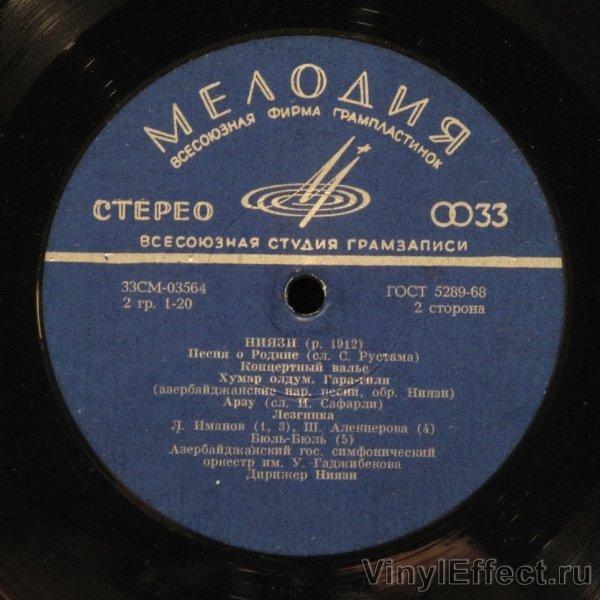 МЕЛОДИЯ
ВСЕСОЮЗНАЯ ФИРМА ГРАМПЛАСТИНОК
СТЕРЕО 33
ВСЕСОЮЗНАЯ СТУДИЯ ГРАМЗАПИСИ
33СМ-03564 ГОСТ 5289-68
2 гр. 1-20 2 сторона
НИЯЗИ (р. 1912)
Песня о Родине (сл. С. Рустама)
Концертный вальс
Хумар олдум. Гара-гиля
(азербайджанские нар. песни, обр. Ниязи)
Арзу (сл. И. Сафарли)
Лезгинка
Л. Иманов (1, 3), Ш. Алекперова (4)
Бюль-Бюль (5)
Азербайджанский гос. симфонический
оркестр им. У. Гаджибекова
Дирижер Ниязи
VinylEffect.ru